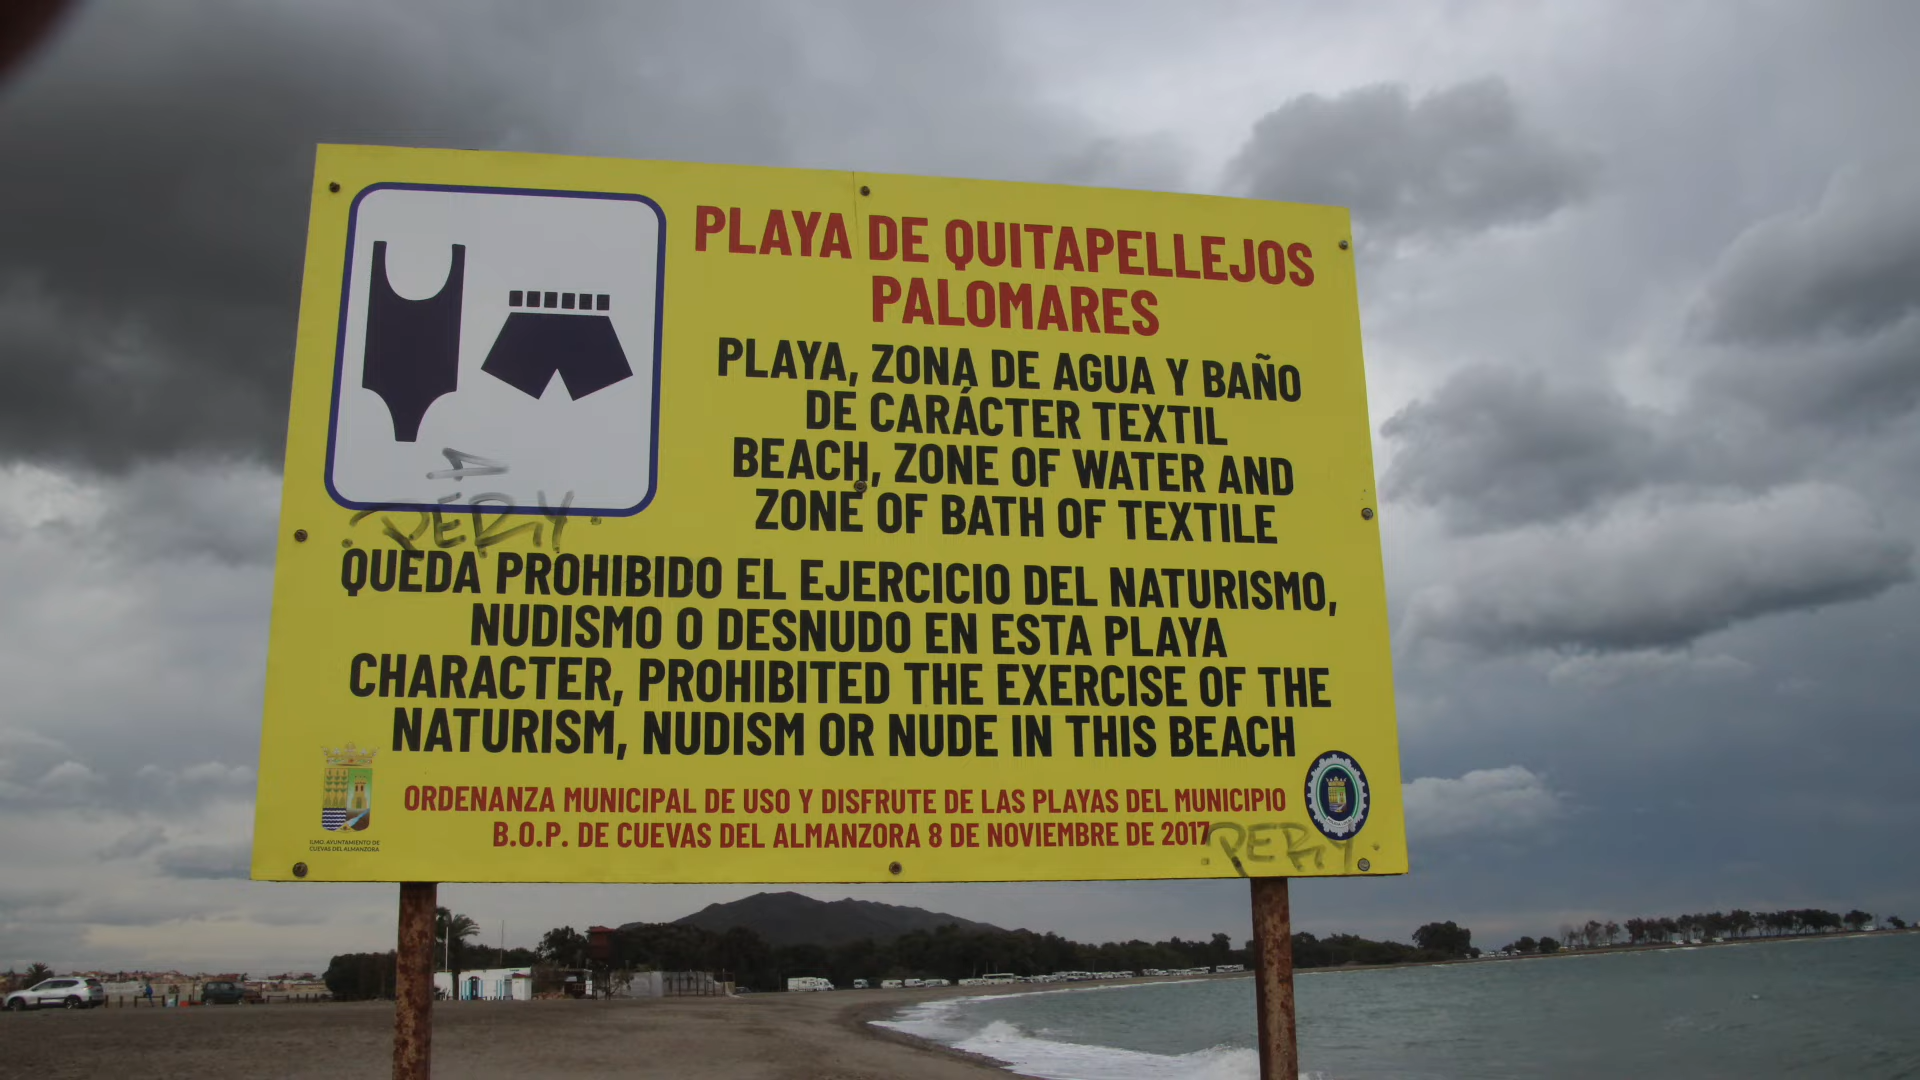 PLAYA DE QUITAPELLEJOS
PALOMARES
PLAYA, ZONA DE AGUA Y BAÑO
DE CARÁCTER TEXTIL
BEACH, ZONE OF WATER AND
ZONE OF BATH OF TEXTILE
PERY
QUEDA PROHIBIDO EL EJERCICIO DEL NATURISMO,
NUDISMO O DESNUDO EN ESTA PLAYA
CHARACTER, PROHIBITED THE EXERCISE OF THE
NATURISM, NUDISM OR NUDE IN THIS BEACH
ORDENANZA MUNICIPAL DE USO Y DISFRUTE DE LAS PLAYAS DEL MUNICIPIO
B.O.P. DE CUEVAS DEL ALMANZORA 8 DE NOVIEMBRE DE 2017
ILMO. AYUNTAMIENTO DE
CUEVAS DEL ALMANZORA
PERY